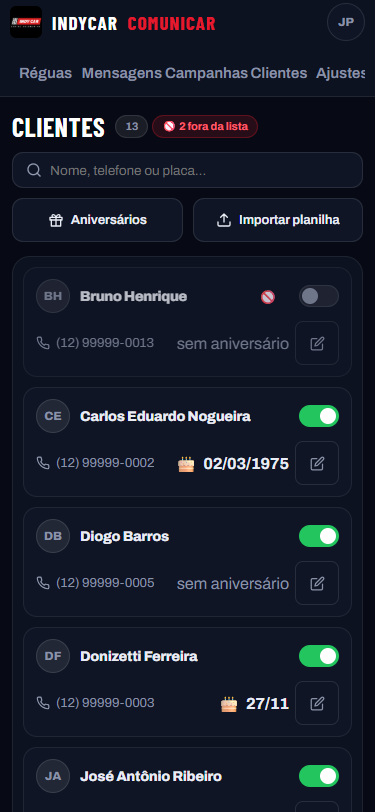 INDYCAR COMUNICAR
JP
Réguas Mensagens Campanhas Clientes Ajustes
CLIENTES 13 2 fora da lista
Nome, telefone ou placa...
Aniversários Importar planilha
BH Bruno Henrique
(12) 99999-0013 sem aniversário
CE Carlos Eduardo Nogueira
(12) 99999-0002 02/03/1975
DB Diogo Barros
(12) 99999-0005 sem aniversário
DF Donizetti Ferreira
(12) 99999-0003 27/11
JA José Antônio Ribeiro